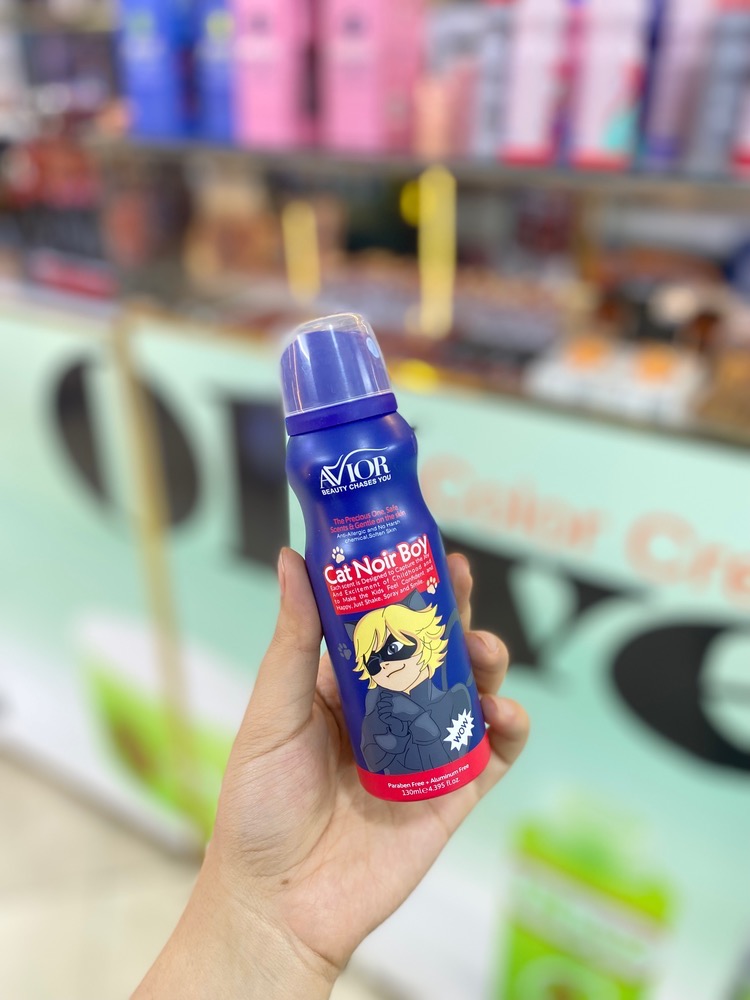 AVIOR
BEAUTY CHASES YOU
The Precious One, Safe
Scents & Gentle on the Skin
Anti-Allergic and No Harsh
chemical, Soften Skin
Cat Noir Boy
Each scent is Designed to Capture the
And Excitement of Childhood and
to Make the Kids Feel Confident and
Happy. Just Shake, Spray and Smile
WOW
Paraben Free + Aluminum Free
130ml e 4.395 fl.oz.
Color Cre